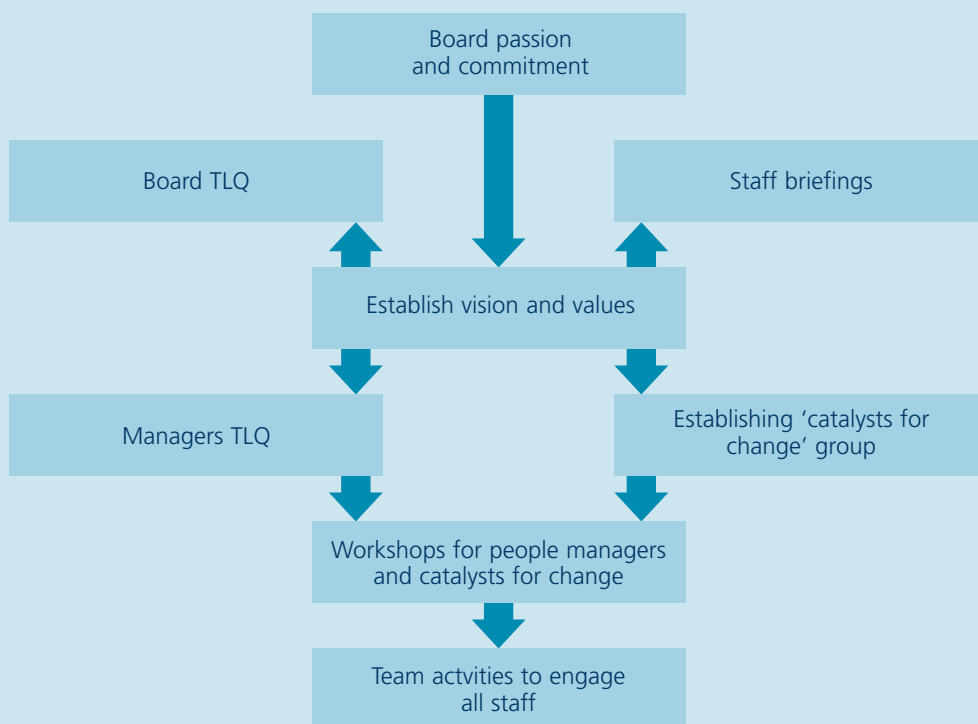 Board passion
and commitment
Board TLQ
Staff briefings
Establish vision and values
Managers TLQ
Establishing ‘catalysts for
change’ group
Workshops for people managers
and catalysts for change
Team actvities to engage
all staff